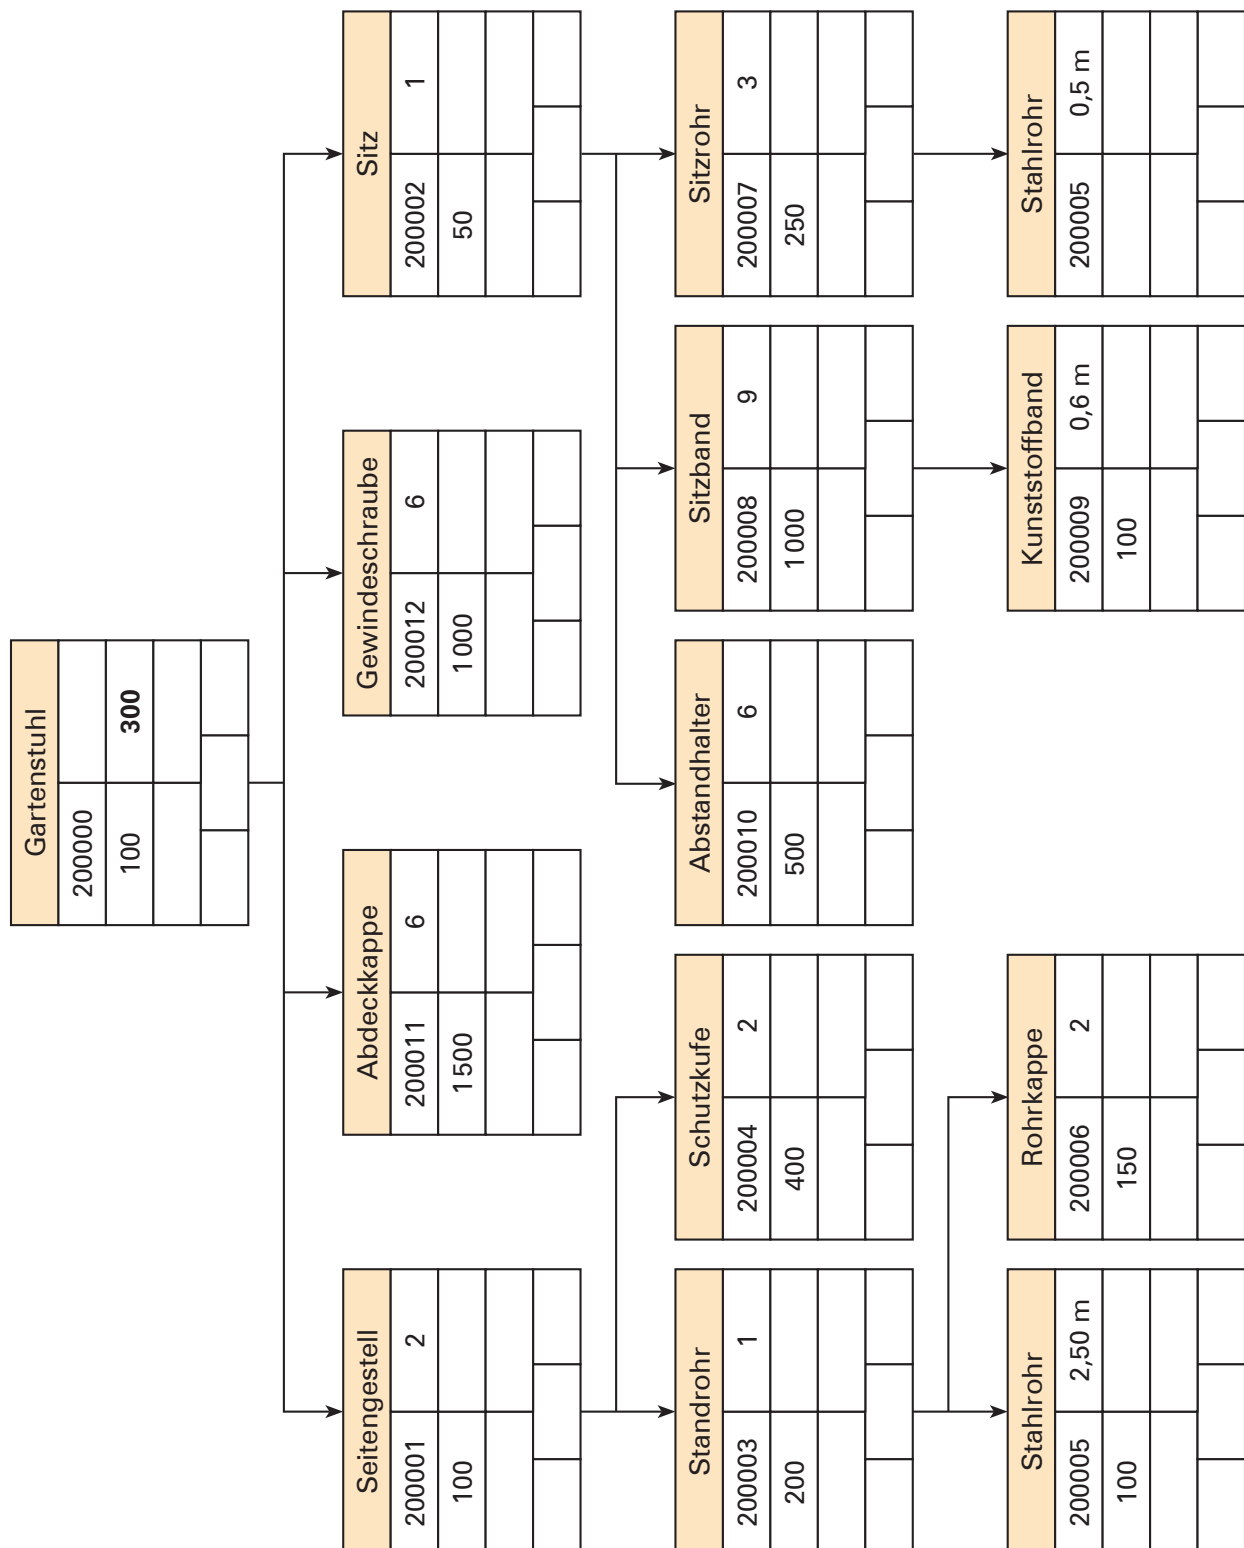 Gartenstuhl
200000
100 300
Seitengestell
200001 2
100
Abdeckkappe
200011 6
1500
Gewindeschraube
200012 6
1000
Sitz
200002 1
50
Standrohr
200003 1
200
Schutzkufe
200004 2
400
Abstandhalter
200010 6
500
Sitzband
200008 9
1000
Sitzrohr
200007 3
250
Stahlrohr
200005 2,50 m
100
Rohrkappe
200006 2
150
Kunststoffband
200009 0,6 m
100
Stahlrohr
200005 0,5 m